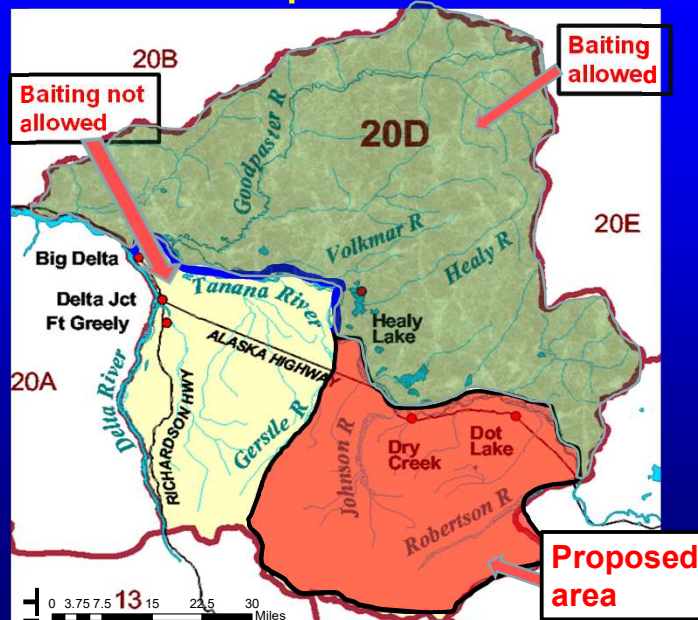 20B
Baiting
allowed
Baiting not
allowed
Goodpaster R
20D
20E
Volkmar R
Healy R
Big Delta
Tanana River
Delta Jct
Ft Greely
Healy
Lake
ALASKA HIGHWAY
20A
Delta River
RICHARDSON HWY
Gerstle R
Johnson R
Dry
Creek
Dot
Lake
Robertson R
Proposed
area
13
0 3.75 7.5 15 22.5 30
Miles